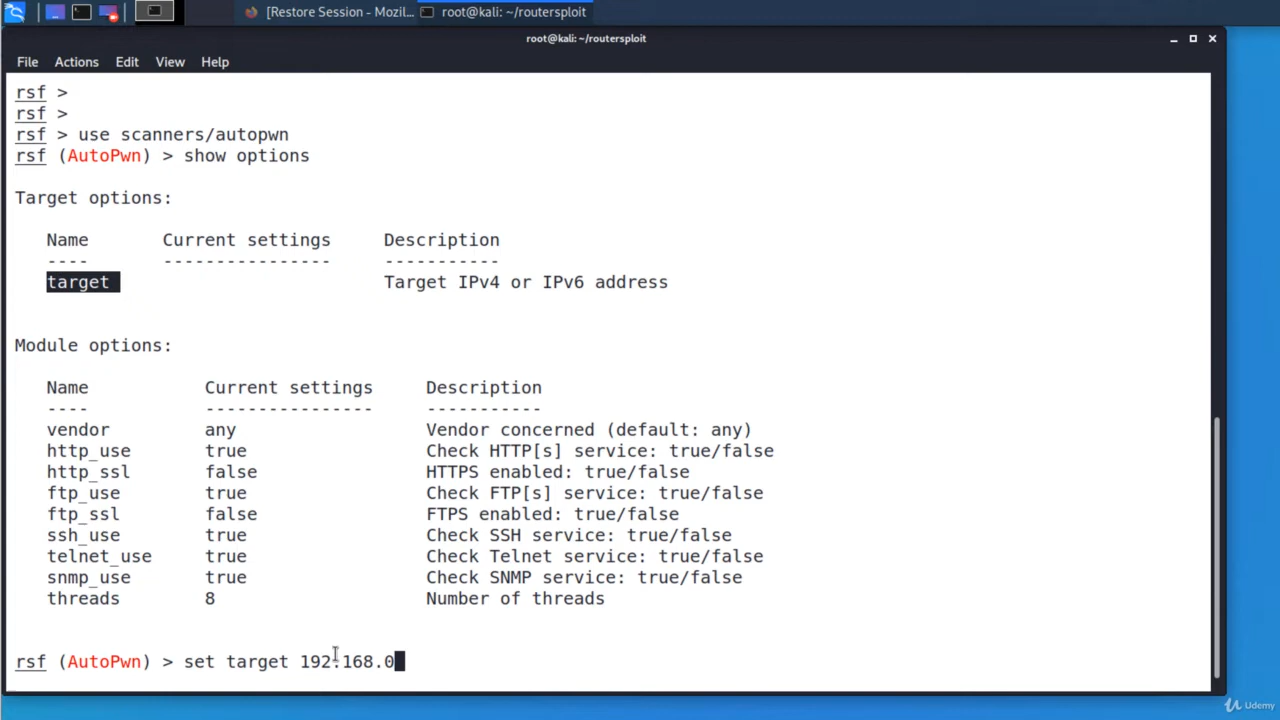 [Restore Session - Mozil... root@kali: ~/routersploit
root@kali: ~/routersploit
File Actions Edit View Help
rsf >
rsf >
rsf > use scanners/autopwn
rsf (AutoPwn) > show options
Target options:
Name Current settings Description
---- ---------------- -----------
target Target IPv4 or IPv6 address
Module options:
Name Current settings Description
---- ---------------- -----------
vendor any Vendor concerned (default: any)
http_use true Check HTTP[s] service: true/false
http_ssl false HTTPS enabled: true/false
ftp_use true Check FTP[s] service: true/false
ftp_ssl false FTPS enabled: true/false
ssh_use true Check SSH service: true/false
telnet_use true Check Telnet service: true/false
snmp_use true Check SNMP service: true/false
threads 8 Number of threads
rsf (AutoPwn) > set target 192.168.0
Udemy